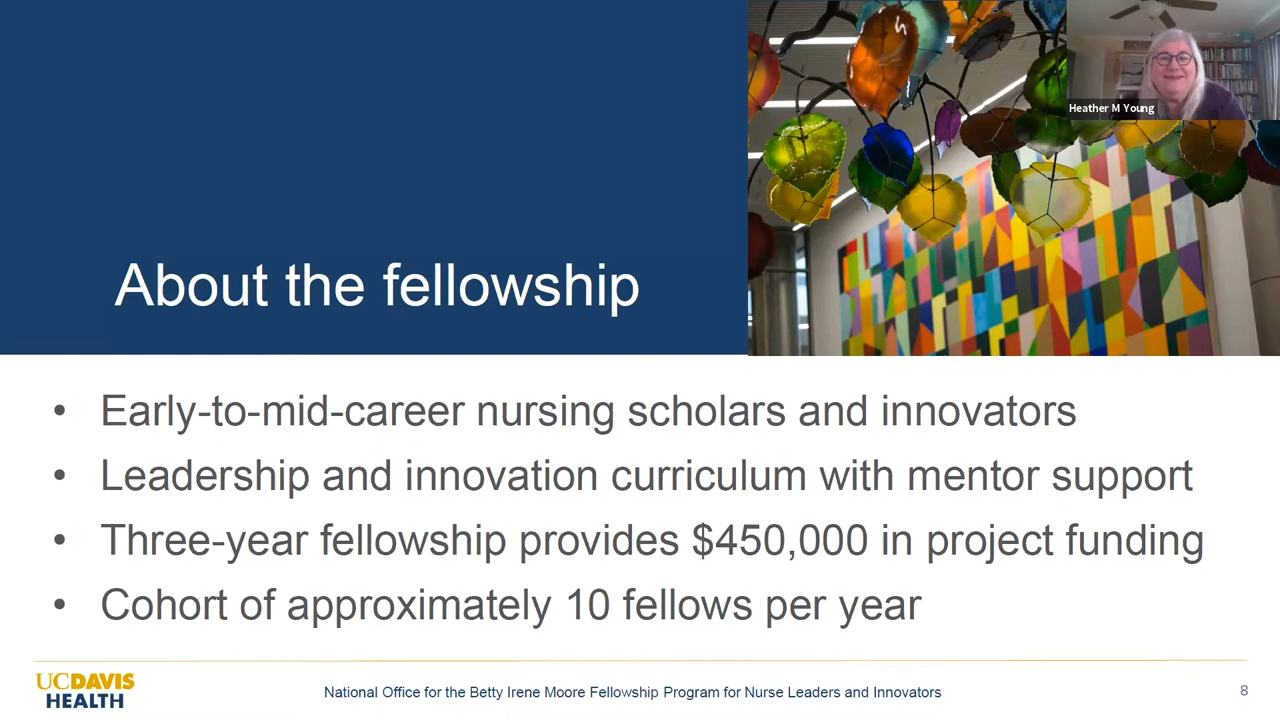 Heather M Young
About the fellowship
• Early-to-mid-career nursing scholars and innovators
• Leadership and innovation curriculum with mentor support
• Three-year fellowship provides $450,000 in project funding
• Cohort of approximately 10 fellows per year
UCDAVIS
HEALTH
National Office for the Betty Irene Moore Fellowship Program for Nurse Leaders and Innovators
8